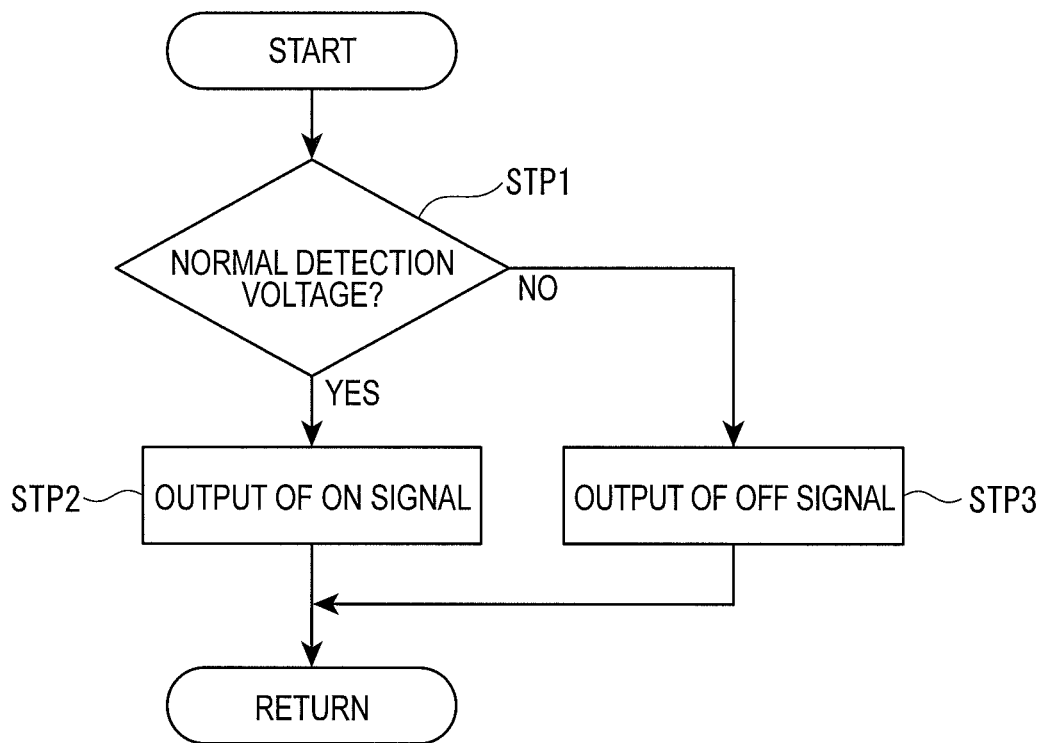 START
STP1
NORMAL DETECTION
VOLTAGE?
NO
YES
STP2
OUTPUT OF ON SIGNAL
OUTPUT OF OFF SIGNAL
STP3
RETURN